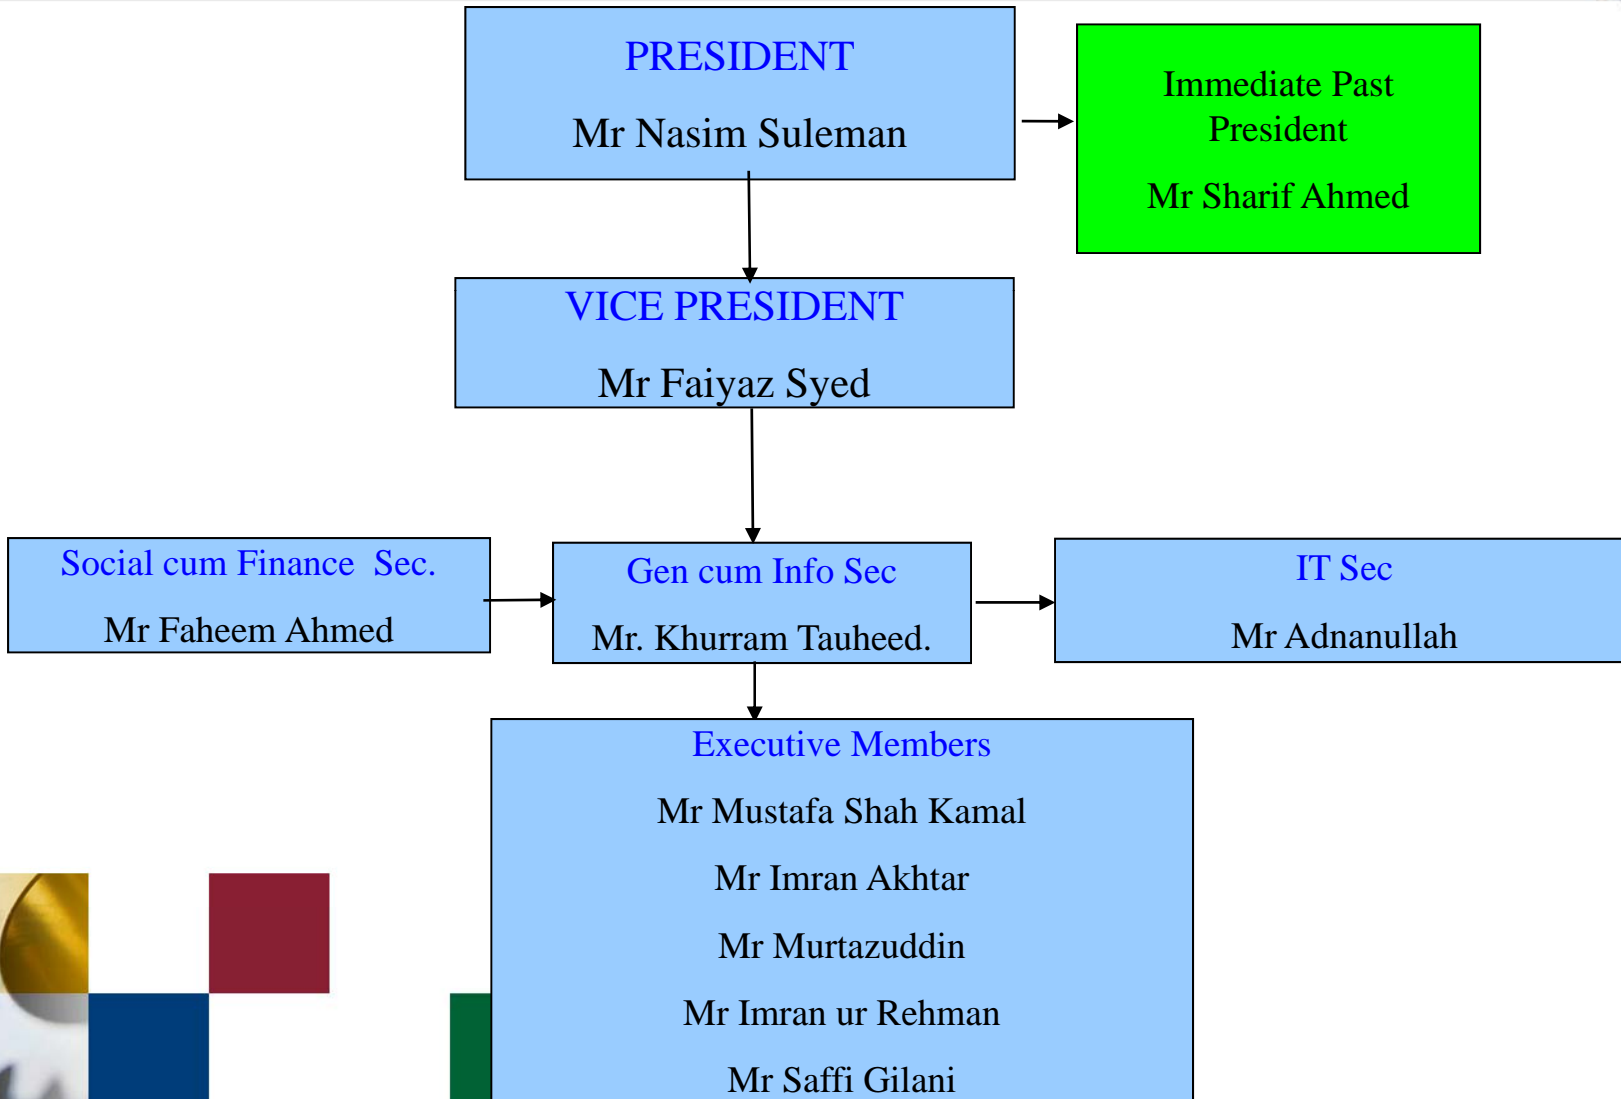 PRESIDENT
Mr Nasim Suleman
Immediate Past
President
Mr Sharif Ahmed
VICE PRESIDENT
Mr Faiyaz Syed
Social cum Finance  Sec.
Mr Faheem Ahmed
Gen cum Info Sec
Mr. Khurram Tauheed.
IT Sec
Mr Adnanullah
Executive Members
Mr Mustafa Shah Kamal
Mr Imran Akhtar
Mr Murtazuddin
Mr Imran ur Rehman
Mr Saffi Gilani